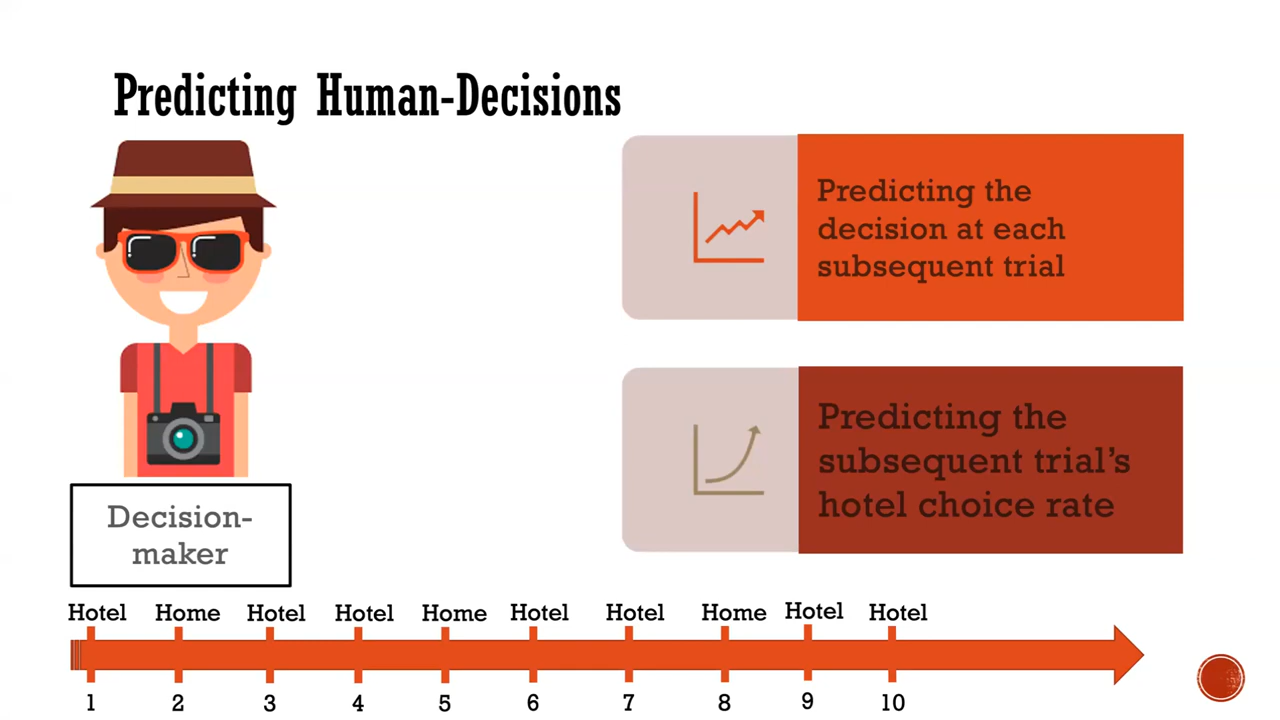 Predicting Human-Decisions
Predicting the
decision at each
subsequent trial
Predicting the
subsequent trial’s
hotel choice rate
Decision-
maker
Hotel Home Hotel Hotel Home Hotel Hotel Home Hotel Hotel
1 2 3 4 5 6 7 8 9 10